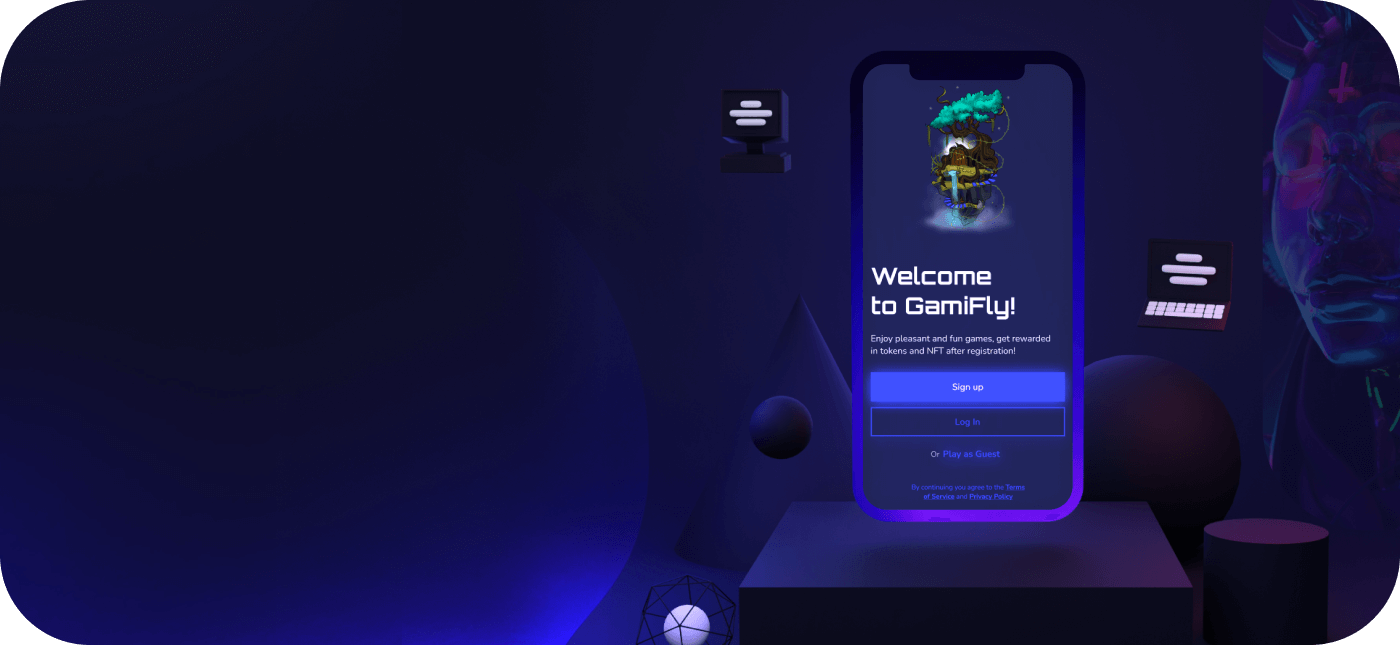 Welcome
to GamiFly!
Enjoy pleasant and fun games, get rewarded
in tokens and NFT after registration!
Sign up
Log In
Or Play as Guest
By continuing you agree to the Terms
of Service and Privacy Policy